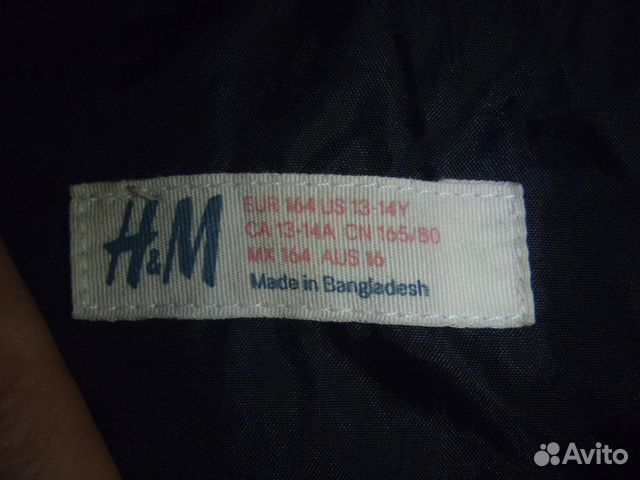 H&M
EUR 164 US 13-14Y
CA 13-14A CN 165/80
MX 164 AUS 16
Made in Bangladesh
Avito